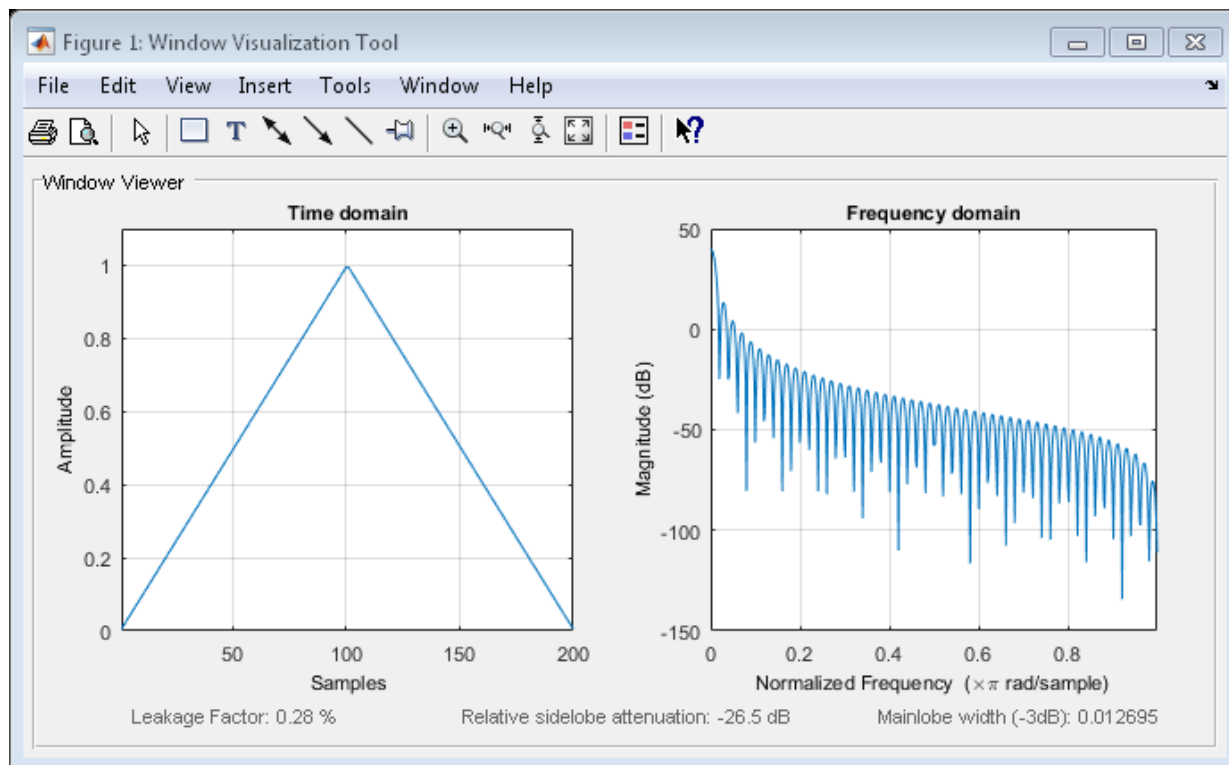 Figure 1: Window Visualization Tool
File Edit View Insert Tools Window Help
T
Window Viewer
Time domain
1
0.8
0.6
0.4
0.2
0
Amplitude
50 100 150 200
Samples
Frequency domain
50
0
-50
-100
-150
Magnitude (dB)
0 0.2 0.4 0.6 0.8
Normalized Frequency (×π rad/sample)
Leakage Factor: 0.28 %
Relative sidelobe attenuation: -26.5 dB
Mainlobe width (-3dB): 0.012695